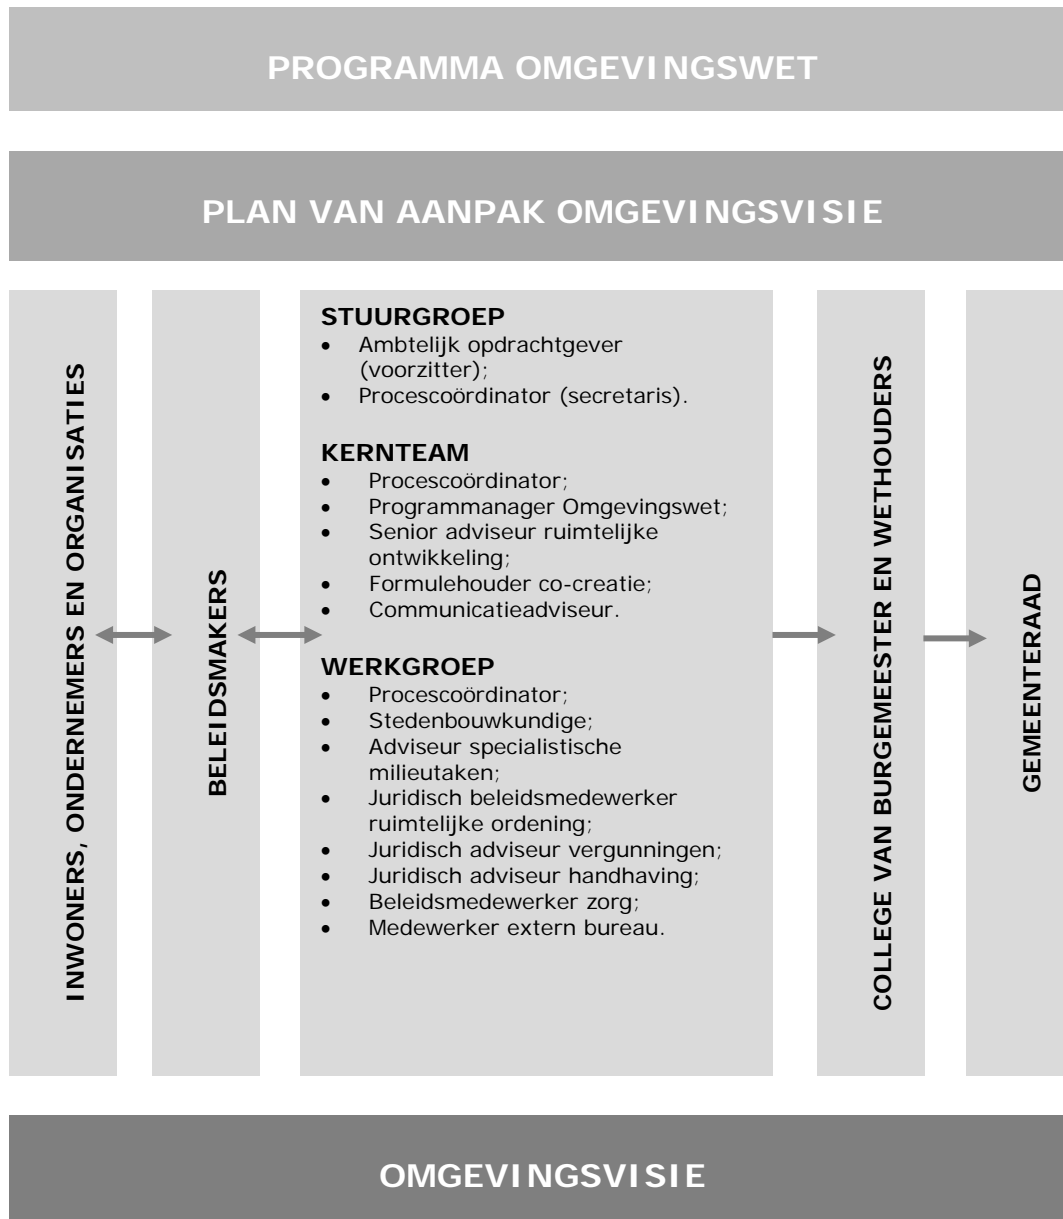 PROGRAMMA OMGEVINGSWET
PLAN VAN AANPAK OMGEVINGSVISIE
INWONERS, ONDERNEMERS EN ORGANISATIES
BELEIDSMAKERS
STUURGROEP
• Ambtelijk opdrachtgever
(voorzitter);
• Procescoördinator (secretaris).
KERNTEAM
• Procescoördinator;
• Programmanager Omgevingswet;
• Senior adviseur ruimtelijke
ontwikkeling;
• Formulehouder co-creatie;
• Communicatieadviseur.
WERKGROEP
• Procescoördinator;
• Stedenbouwkundige;
• Adviseur specialistische
milieutaken;
• Juridisch beleidsmedewerker
ruimtelijke ordening;
• Juridisch adviseur vergunningen;
• Juridisch adviseur handhaving;
• Beleidsmedewerker zorg;
• Medewerker extern bureau.
COLLEGE VAN BURGEMEESTER EN WETHOUDERS
GEMEENTERAAD
OMGEVINGSVISIE